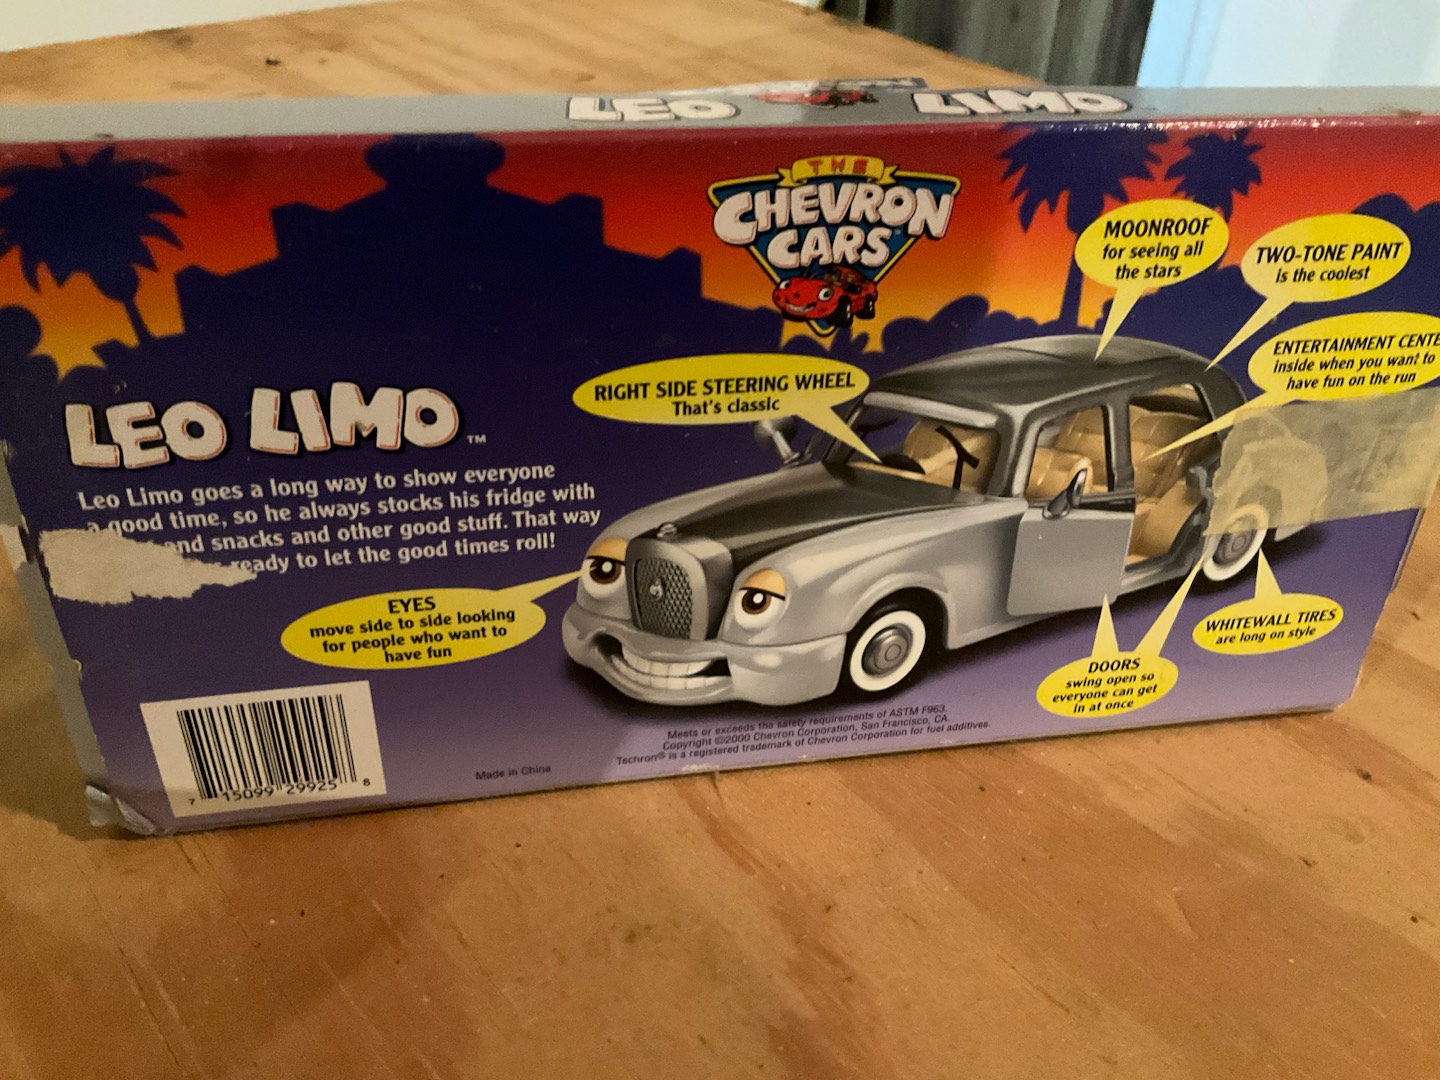 LEO LIMO
THE
CHEVRON
CARS
MOONROOF
for seeing all
the stars
TWO-TONE PAINT
is the coolest
ENTERTAINMENT CENTE
inside when you want to
have fun on the run
RIGHT SIDE STEERING WHEEL
That's classic
LEO LIMO™
Leo Limo goes a long way to show everyone
a good time, so he always stocks his fridge with
and snacks and other good stuff. That way
ready to let the good times roll!
EYES
move side to side looking
for people who want to
have fun
WHITEWALL TIRES
are long on style
DOORS
swing open so
everyone can get
in at once
Meets or exceeds the safety requirements of ASTM F963.
Copyright ©2000 Chevron Corporation, San Francisco, CA.
Techron® is a registered trademark of Chevron Corporation for fuel additives.
Made in China
7 15099 29925 8